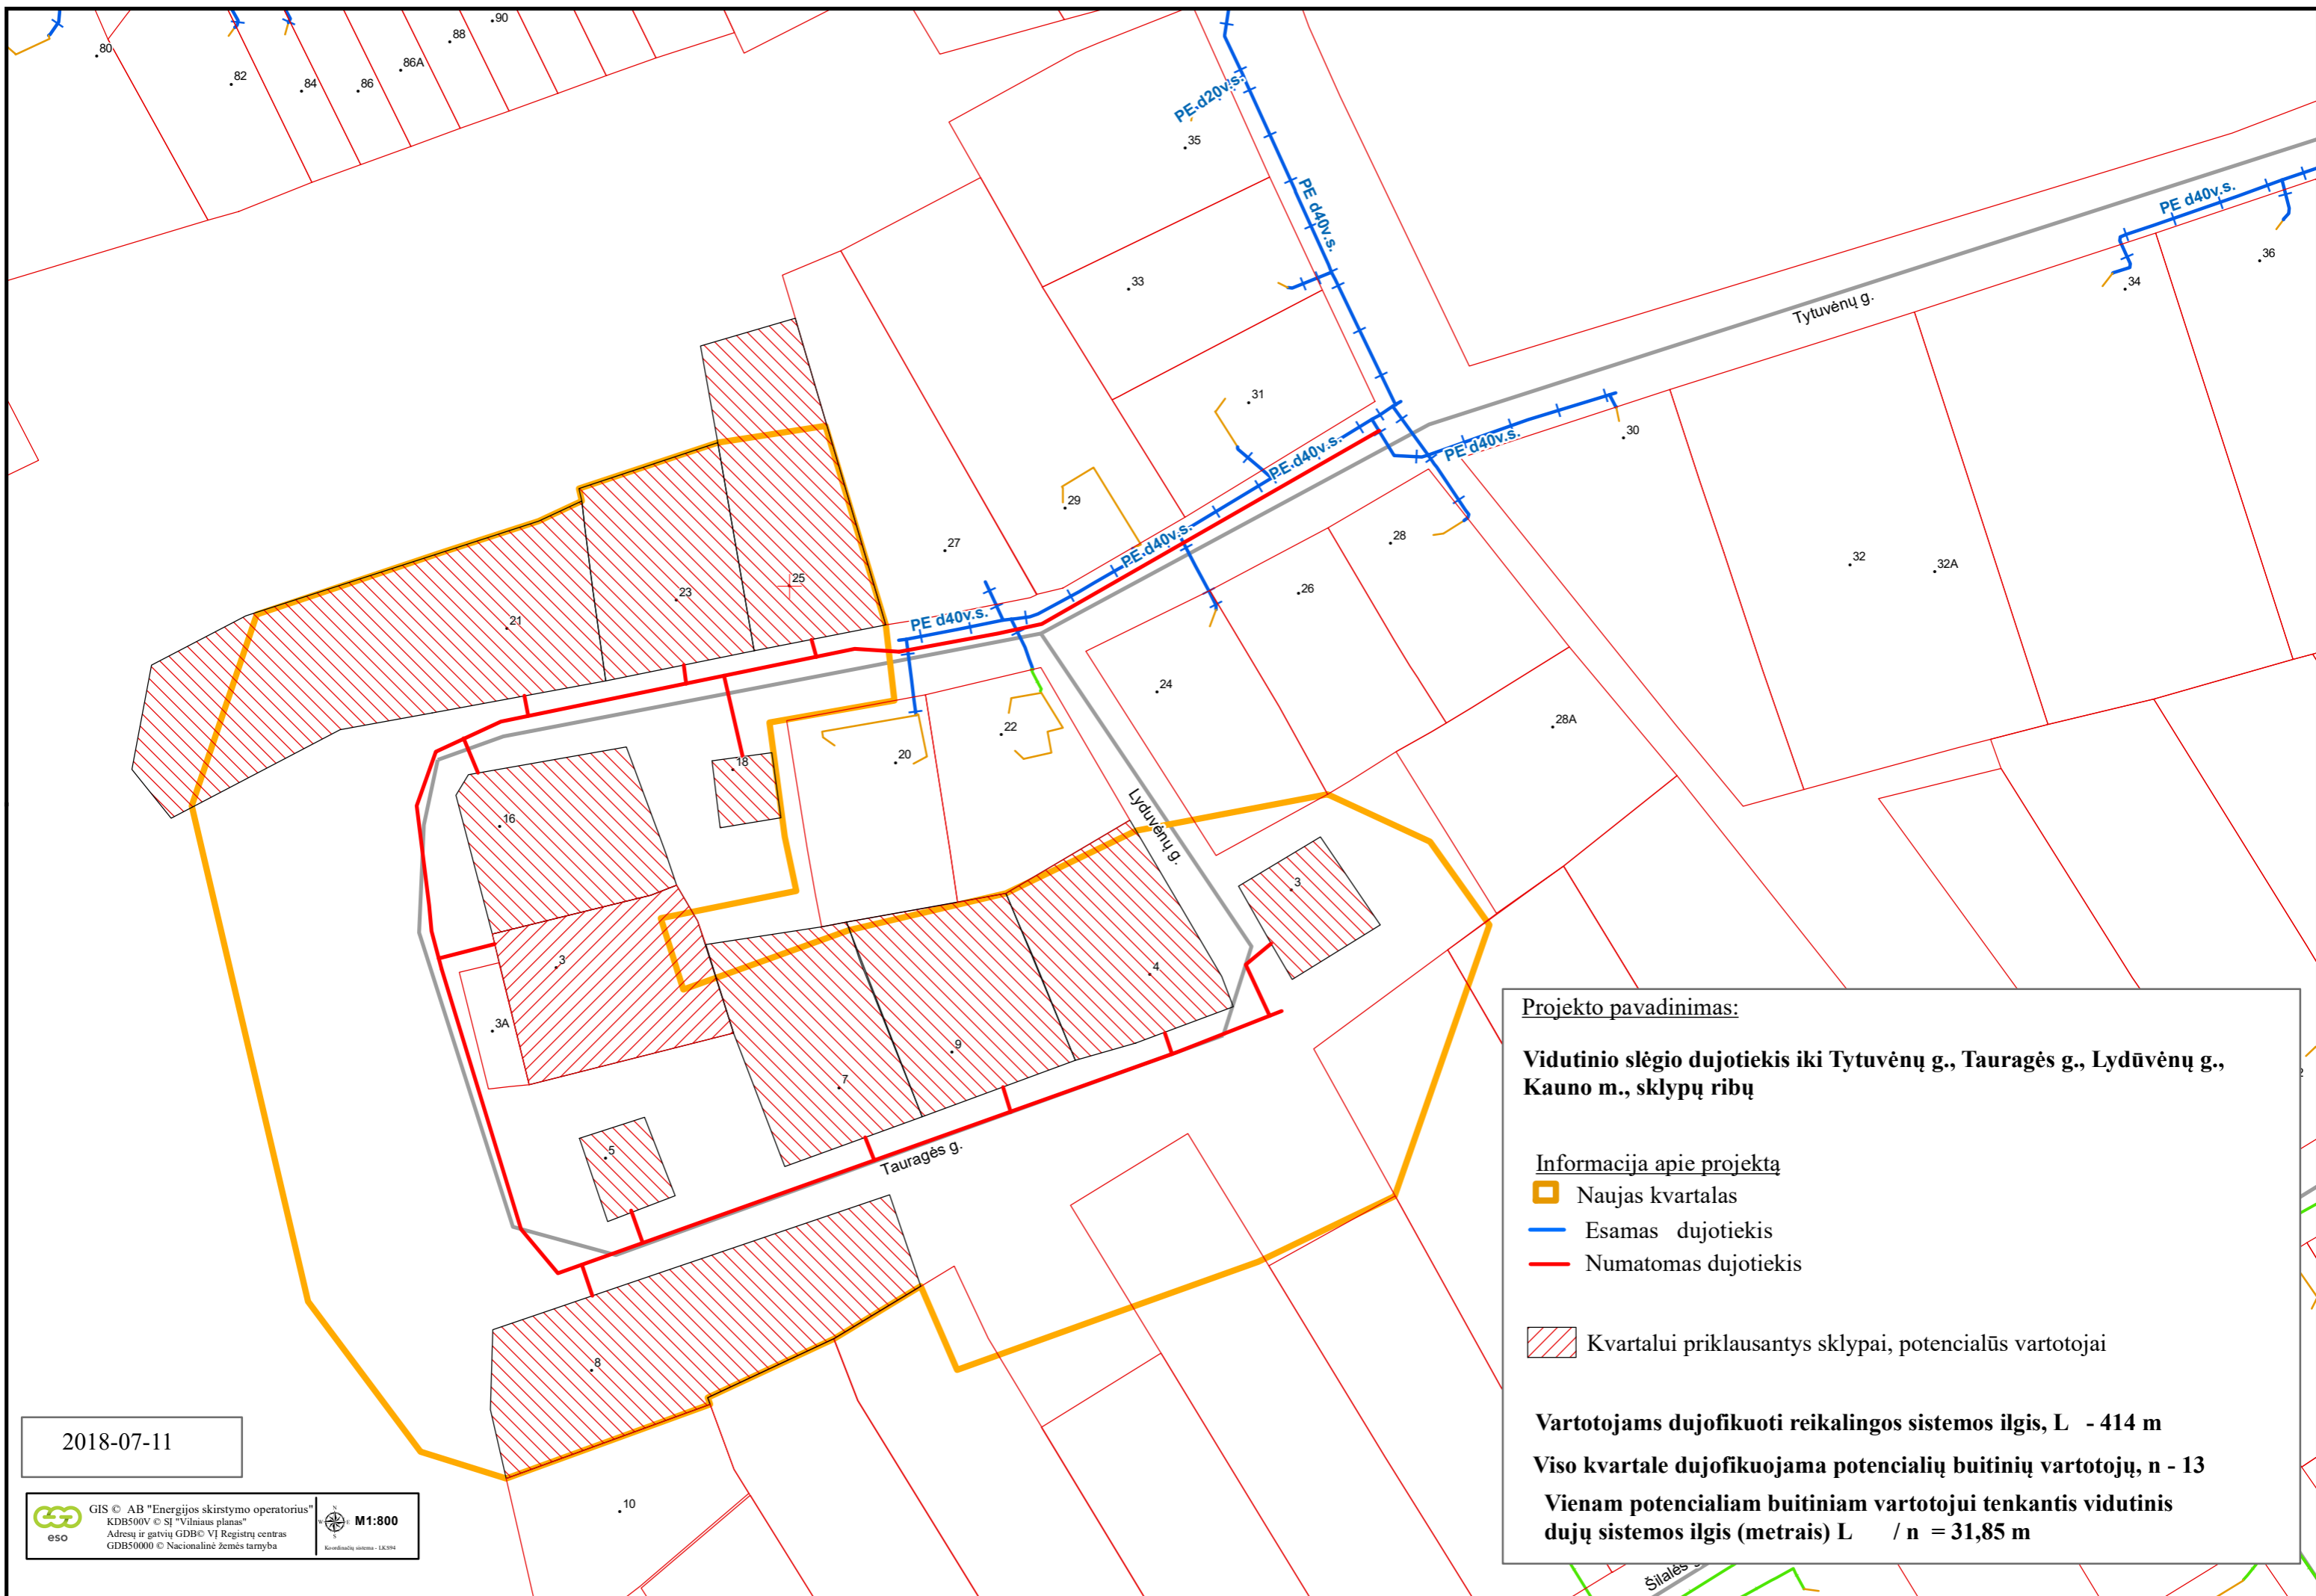 80
82
84
86
86A
88
90
PE d20v.s.
35
PE d40v.s.
33
31
PE d40v.s.
36
34
Tytuvėnų g.
PE d40v.s.
PE d40v.s.
30
29
27
PE d40v.s.
PE d40v.s.
28
26
32
32A
25
23
21
24
22
20
18
28A
16
Lyduvėnų g.
3
3
4
3A
9
7
5
Tauragės g.
8
10
Šilalės
Projekto pavadinimas:
Vidutinio slėgio dujotiekis iki Tytuvėnų g., Tauragės g., Lydūvėnų g.,
Kauno m., sklypų ribų
Informacija apie projektą
Naujas kvartalas
Esamas dujotiekis
Numatomas dujotiekis
Kvartalui priklausantys sklypai, potencialūs vartotojai
Vartotojams dujofikuoti reikalingos sistemos ilgis, L - 414 m
Viso kvartale dujofikuojama potencialių buitinių vartotojų, n - 13
Vienam potencialiam buitiniam vartotojui tenkantis vidutinis
dujų sistemos ilgis (metrais) L / n = 31,85 m
2018-07-11
eso
GIS © AB "Energijos skirstymo operatorius"
KDB500V © SĮ "Vilniaus planas"
Adresų ir gatvių GDB© VĮ Registrų centras
GDB50000 © Nacionalinė žemės tarnyba
N
W
E
S
M1:800
Koordinačių sistema - LKS94